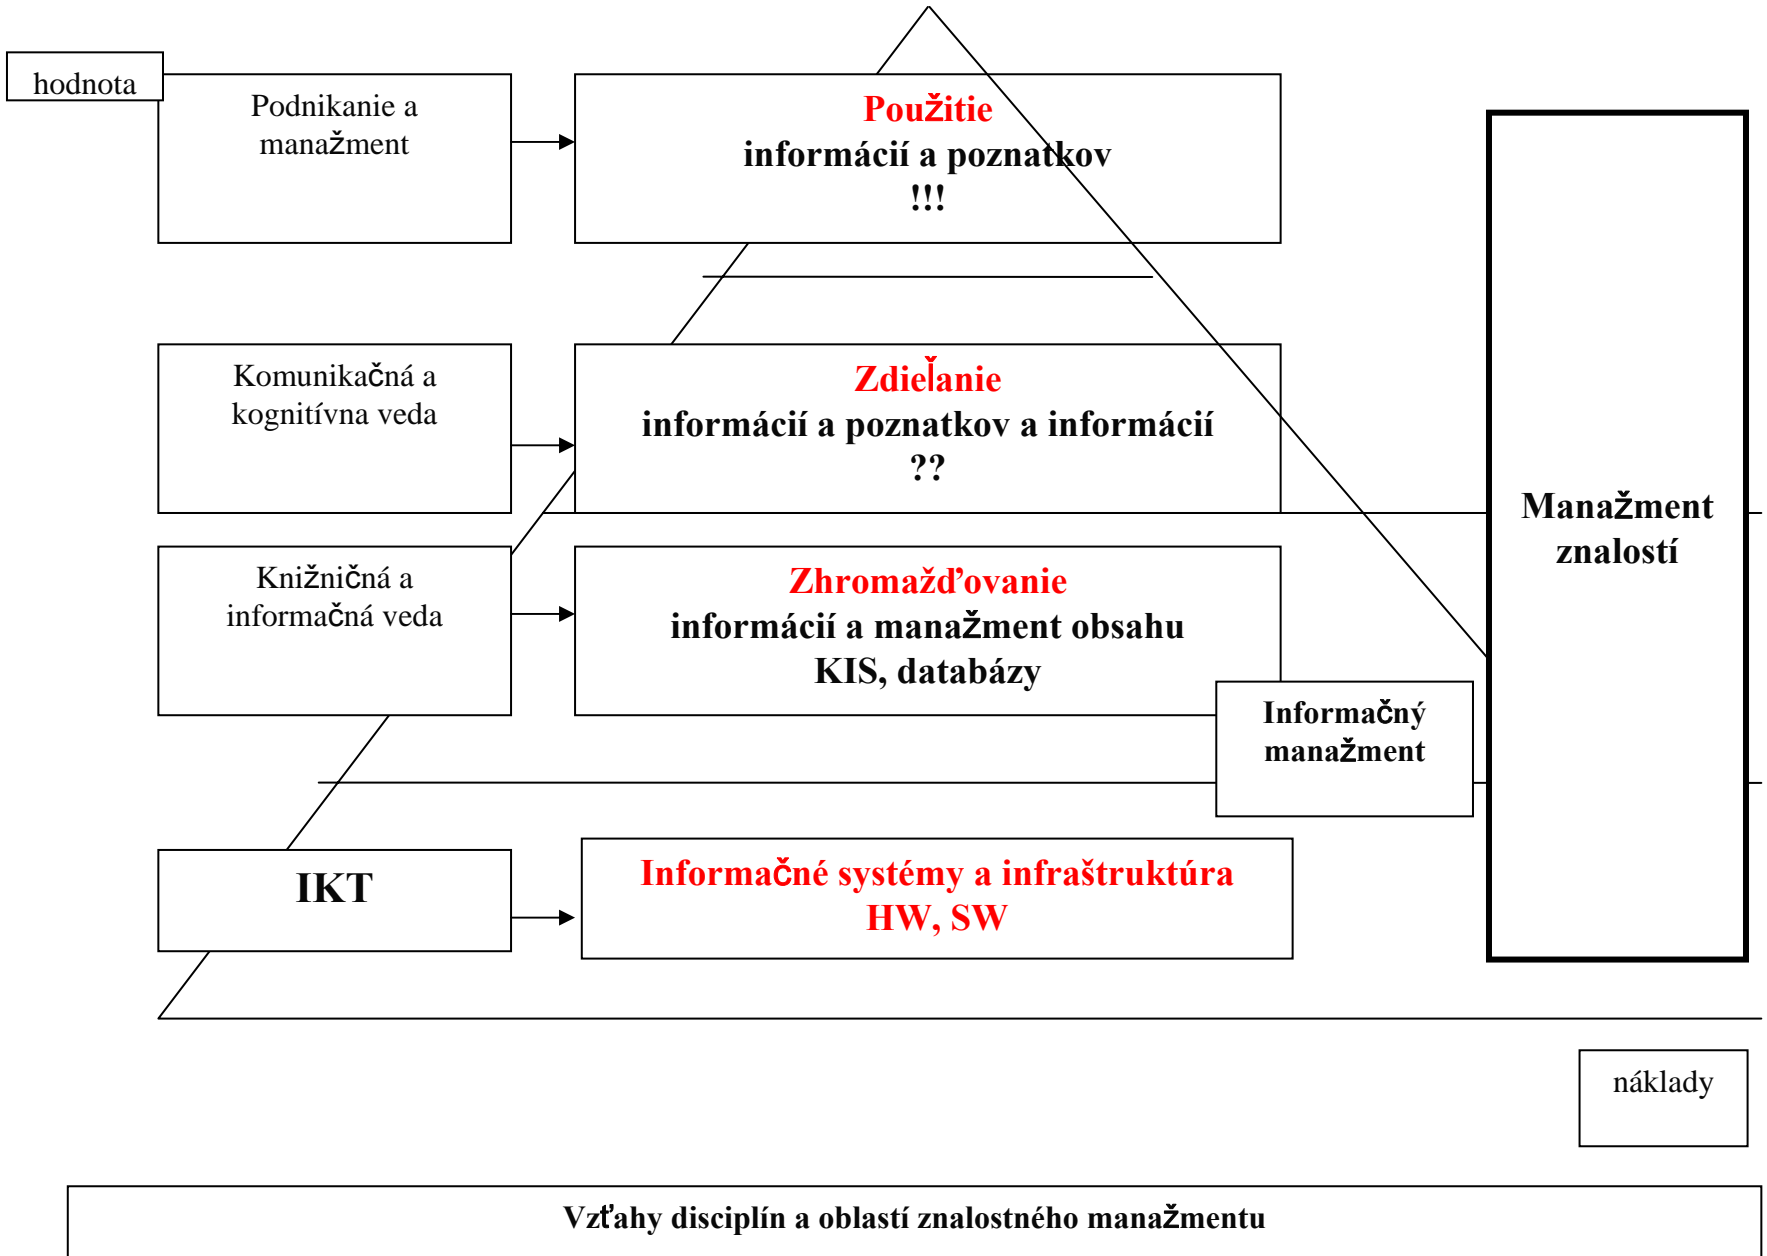 hodnota
Podnikanie a
manažment
Použitie
informácií a poznatkov
!!!
Komunikačná a
kognitívna veda
Zdieľanie
informácií a poznatkov a informácií
??
Knižničná a
informačná veda
Zhromažďovanie
informácií a manažment obsahu
KIS, databázy
Informačný
manažment
Manažment
znalostí
IKT
Informačné systémy a infraštruktúra
HW, SW
náklady
Vzťahy disciplín a oblastí znalostného manažmentu